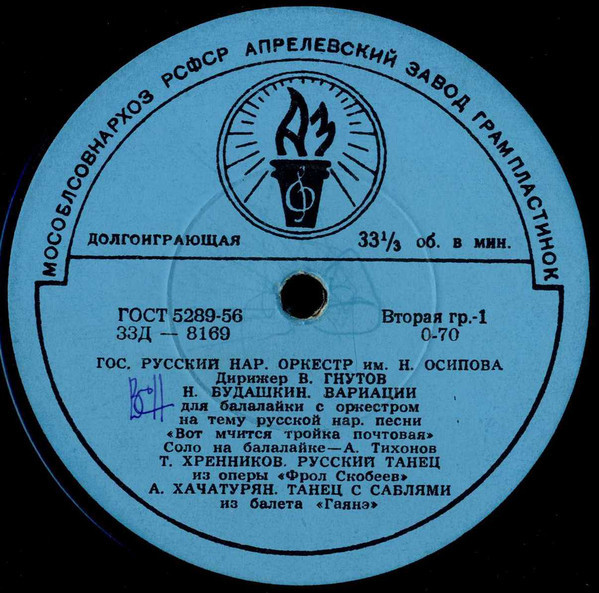 МОСОБЛСОВНАРХОЗ РСФСР АПРЕЛЕВСКИЙ ЗАВОД ГРАМПЛАСТИНОК
АЗ
ДОЛГОИГРАЮЩАЯ 33⅓ об. в мин.
ГОСТ 5289-56 Вторая гр.-1
33Д — 8169 0-70
ГОС. РУССКИЙ НАР. ОРКЕСТР им. Н. ОСИПОВА
Дирижер В. ГНУТОВ
Н. БУДАШКИН. ВАРИАЦИИ
для балалайки с оркестром
на тему русской нар. песни
«Вот мчится тройка почтовая»
Соло на балалайке—А. Тихонов
Т. ХРЕННИКОВ. РУССКИЙ ТАНЕЦ
из оперы «Фрол Скобеев»
А. ХАЧАТУРЯН. ТАНЕЦ С САБЛЯМИ
из балета «Гаянэ»